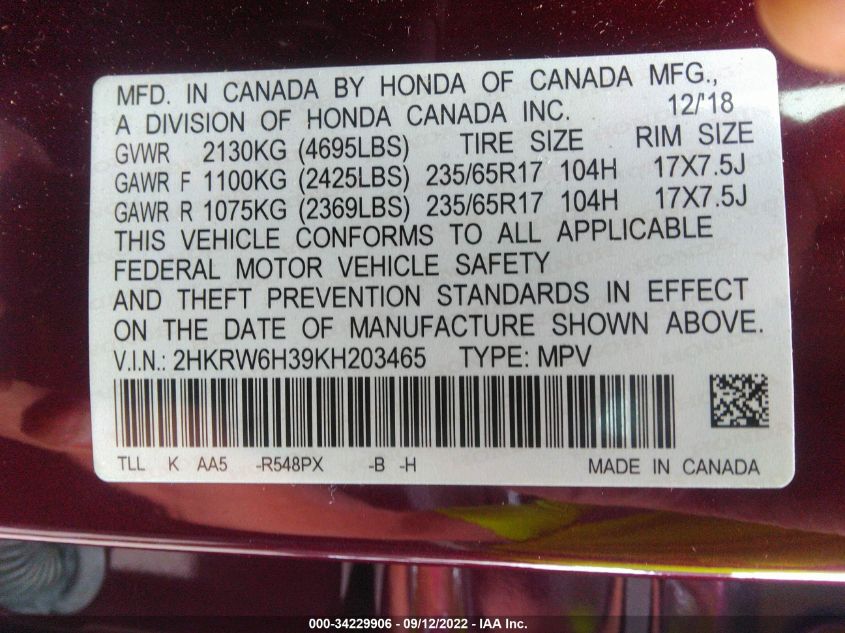 MFD. IN CANADA BY HONDA OF CANADA MFG.,
A DIVISION OF HONDA CANADA INC. 12/'18
GVWR 2130KG (4695LBS) TIRE SIZE RIM SIZE
GAWR F 1100KG (2425LBS) 235/65R17 104H 17X7.5J
GAWR R 1075KG (2369LBS) 235/65R17 104H 17X7.5J
THIS VEHICLE CONFORMS TO ALL APPLICABLE
FEDERAL MOTOR VEHICLE SAFETY
AND THEFT PREVENTION STANDARDS IN EFFECT
ON THE DATE OF MANUFACTURE SHOWN ABOVE.
V.I.N.: 2HKRW6H39KH203465 TYPE: MPV
TLL K AA5 -R548PX -B -H MADE IN CANADA
000-34229906 - 09/12/2022 - IAA Inc.